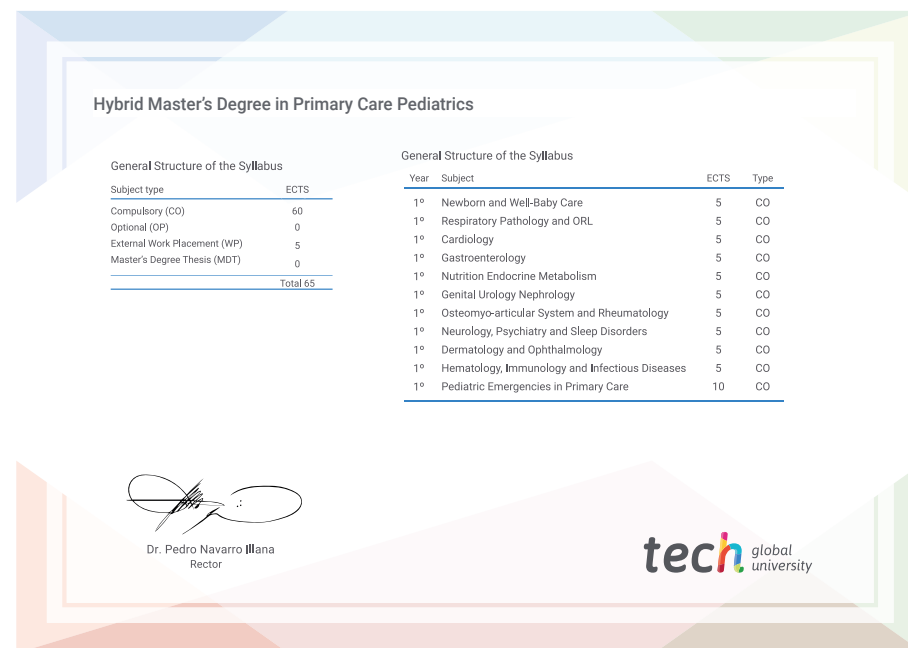 Hybrid Master's Degree in Primary Care Pediatrics
General Structure of the Syllabus
Subject type ECTS
Compulsory (CO) 60
Optional (OP) 0
External Work Placement (WP) 5
Master's Degree Thesis (MDT) 0
Total 65
General Structure of the Syllabus
Year Subject ECTS Type
1º Newborn and Well-Baby Care 5 CO
1º Respiratory Pathology and ORL 5 CO
1º Cardiology 5 CO
1º Gastroenterology 5 CO
1º Nutrition Endocrine Metabolism 5 CO
1º Genital Urology Nephrology 5 CO
1º Osteomyo-articular System and Rheumatology 5 CO
1º Neurology, Psychiatry and Sleep Disorders 5 CO
1º Dermatology and Ophthalmology 5 CO
1º Hematology, Immunology and Infectious Diseases 5 CO
1º Pediatric Emergencies in Primary Care 10 CO
Dr. Pedro Navarro Illana
Rector
tech global university